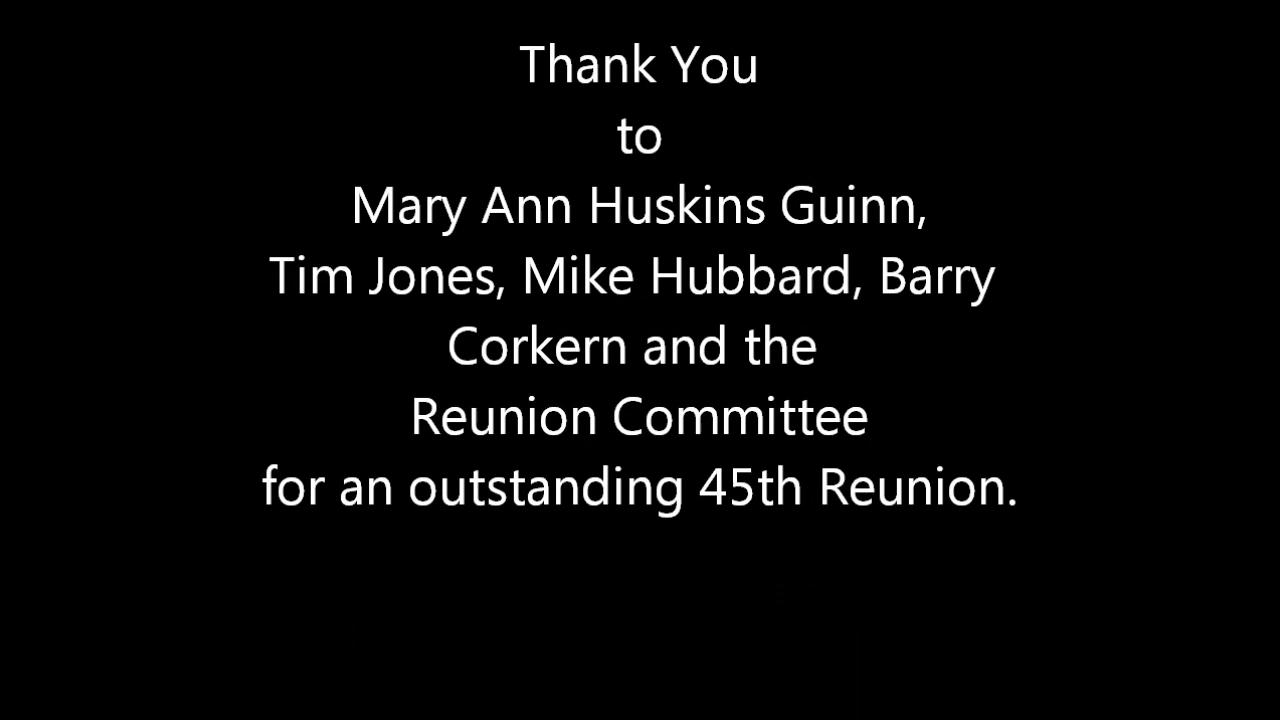 Thank You
to
Mary Ann Huskins Guinn,
Tim Jones, Mike Hubbard, Barry
Corkern and the
Reunion Committee
for an outstanding 45th Reunion.